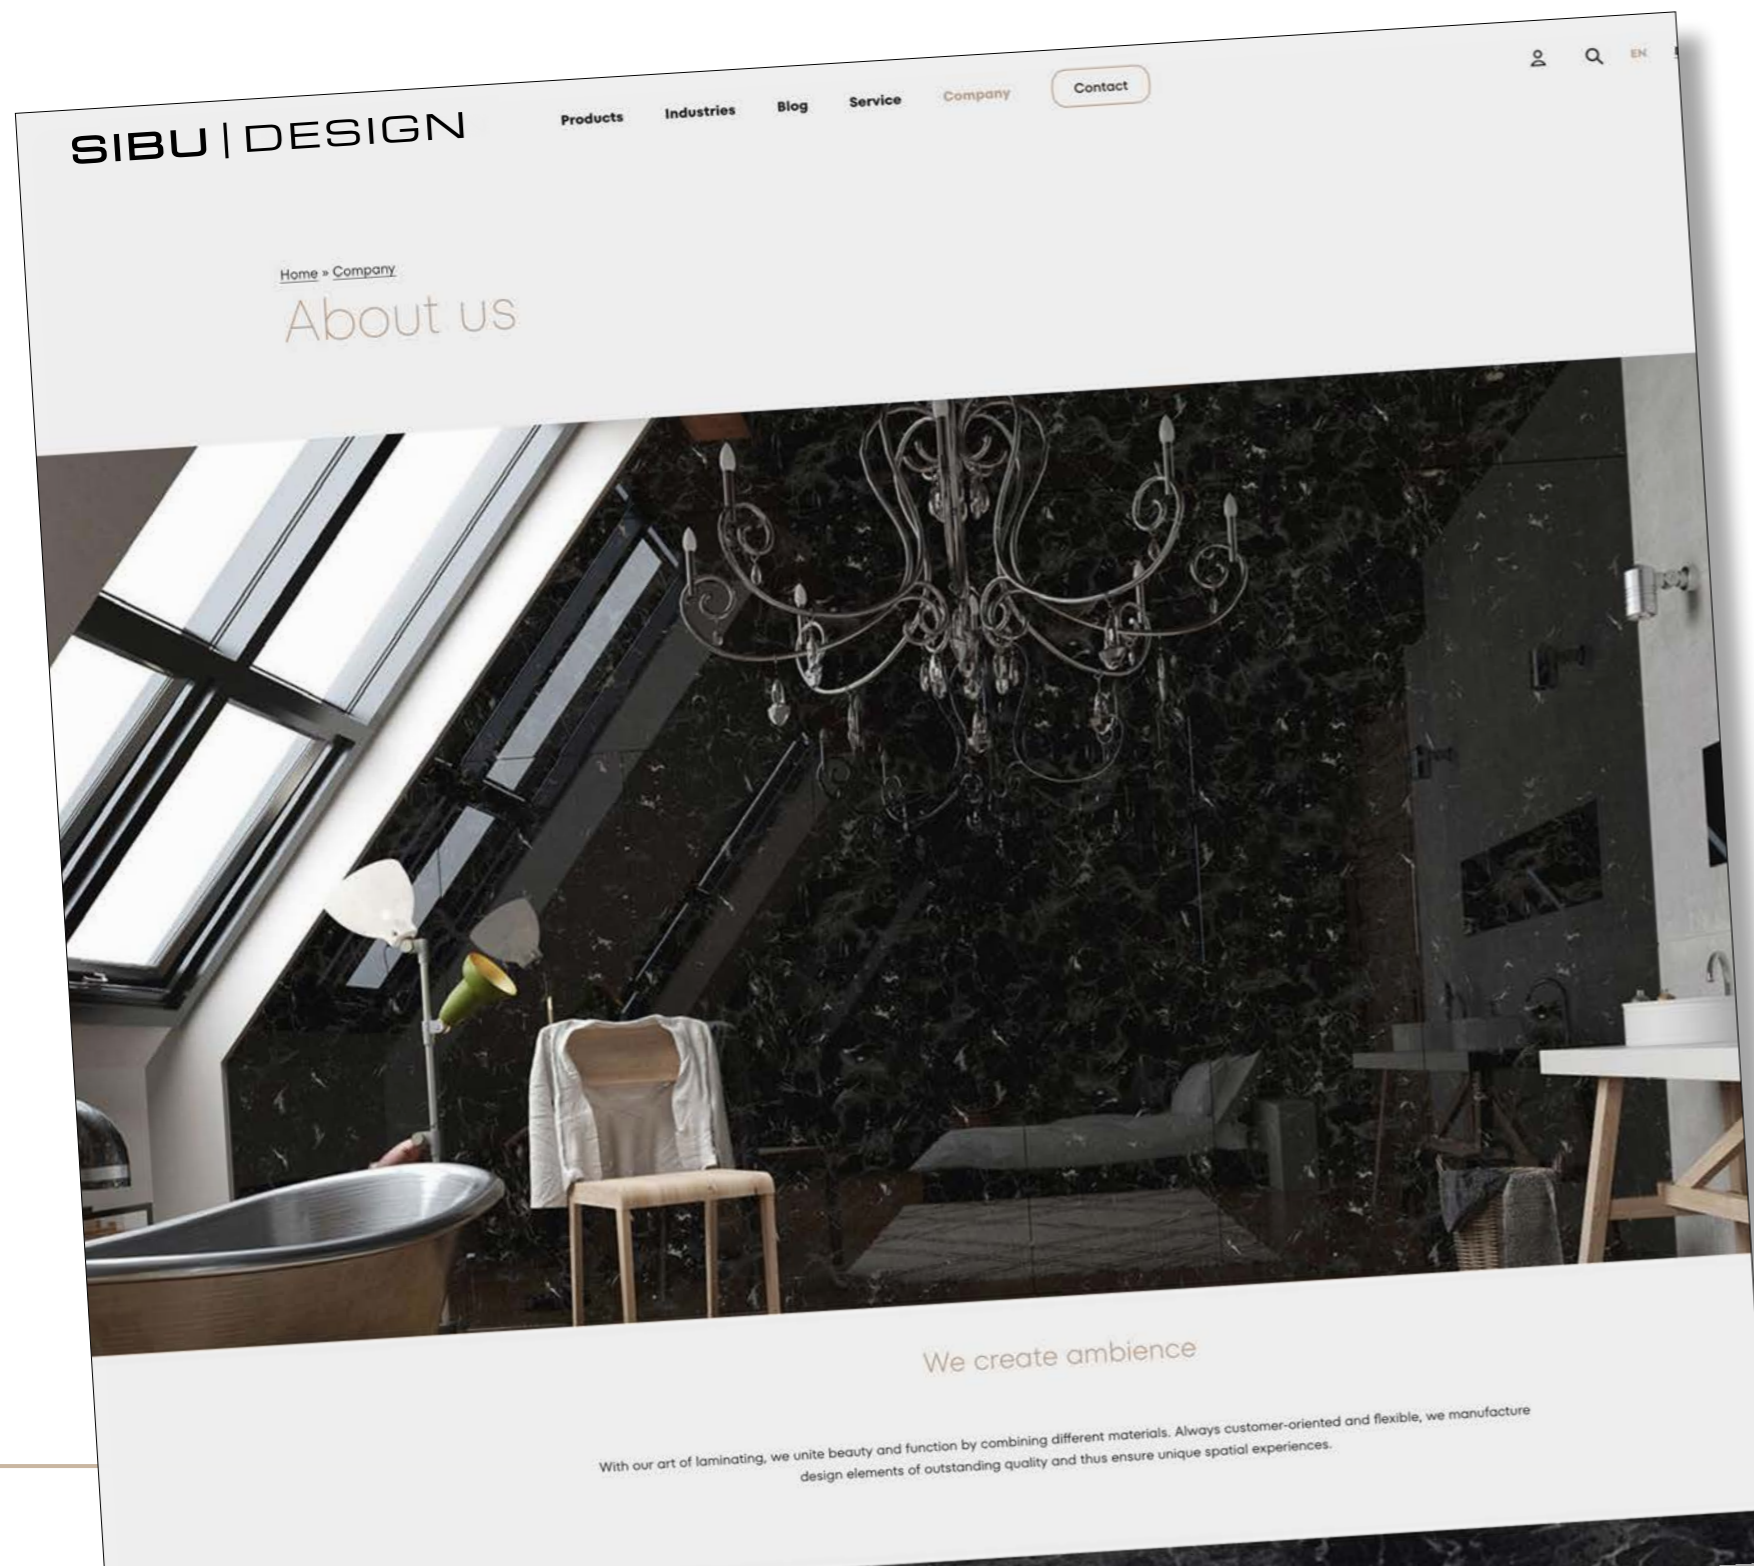 SIBU | DESIGN
Products Industries Blog Service Company Contact EN
Home » Company
About us
We create ambience
With our art of laminating, we unite beauty and function by combining different materials. Always customer-oriented and flexible, we manufacture
design elements of outstanding quality and thus ensure unique spatial experiences.